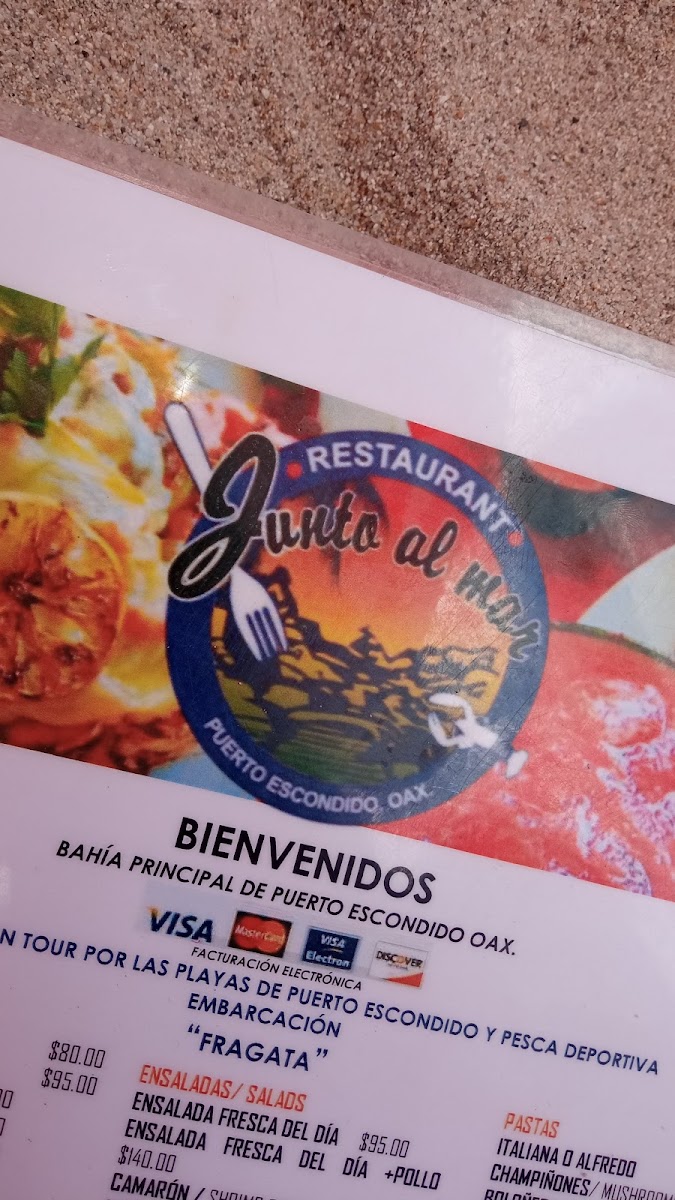 RESTAURANT
Junto al mar
PUERTO ESCONDIDO, OAX.
BIENVENIDOS
BAHÍA PRINCIPAL DE PUERTO ESCONDIDO OAX.
VISA MasterCard VISA Electron DISCOVER
FACTURACIÓN ELECTRÓNICA
N TOUR POR LAS PLAYAS DE PUERTO ESCONDIDO Y PESCA DEPORTIVA
EMBARCACIÓN
“FRAGATA”
$80.00
$95.00
ENSALADAS/ SALADS
ENSALADA FRESCA DEL DÍA $95.00
ENSALADA FRESCA DEL DÍA +POLLO
$140.00
CAMARÓN /
PASTAS
ITALIANA O ALFREDO
CHAMPIÑONES/ MUSHROOM